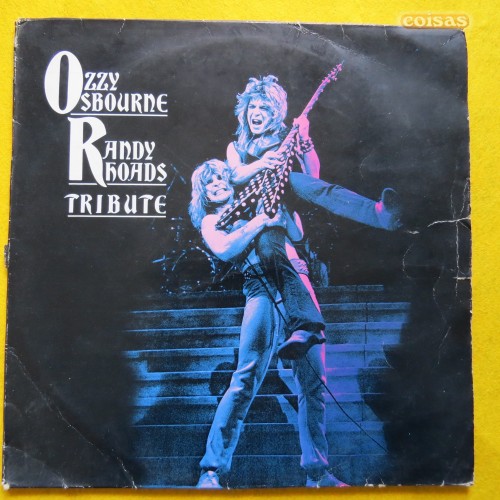 coisas
OZZY
OSBOURNE
RANDY
RHOADS
TRIBUTE